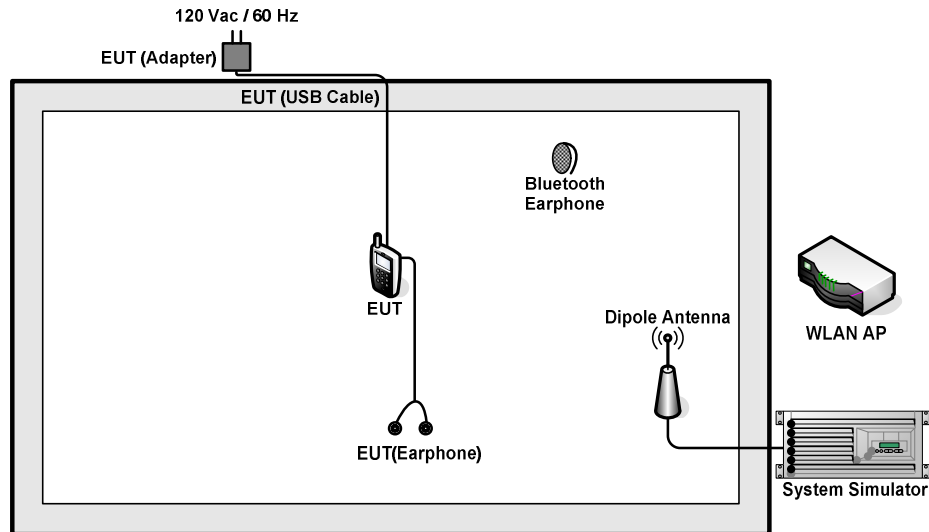 120 Vac / 60 Hz
EUT (Adapter)
EUT (USB Cable)
Bluetooth
Earphone
EUT
Dipole Antenna
WLAN AP
EUT(Earphone)
System Simulator